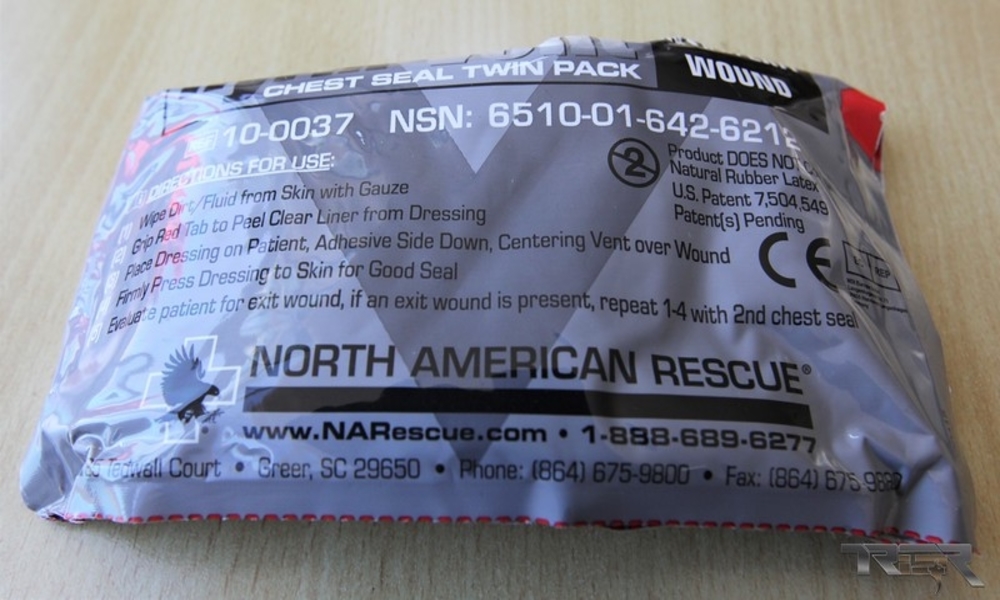 CHEST SEAL TWIN PACK
WOUND
REF 10-0037 NSN: 6510-01-642-6212
DIRECTIONS FOR USE:
Wipe Dirt/Fluid from Skin with Gauze
Grip Red Tab to Peel Clear Liner from Dressing
Place Dressing on Patient, Adhesive Side Down, Centering Vent over Wound
Firmly Press Dressing to Skin for Good Seal
Evaluate patient for exit wound, if an exit wound is present, repeat 1-4 with 2nd chest seal
2
Product DOES NOT
Natural Rubber Latex
U.S. Patent 7,504,549
Patent(s) Pending
CE
EC REP
NORTH AMERICAN RESCUE®
www.NARescue.com • 1-888-689-6277
Tedwall Court • Greer, SC 29650 • Phone: (864) 675-9800 • Fax: (864)